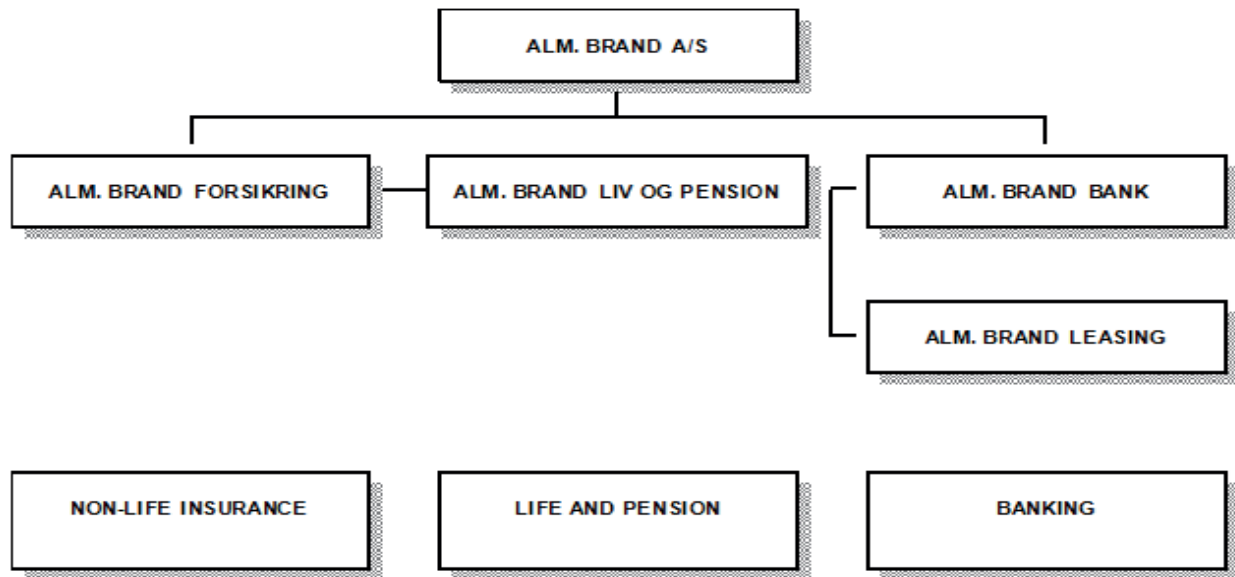 ALM. BRAND A/S
ALM. BRAND FORSIKRING
ALM. BRAND LIV OG PENSION
ALM. BRAND BANK
ALM. BRAND LEASING
NON-LIFE INSURANCE
LIFE AND PENSION
BANKING